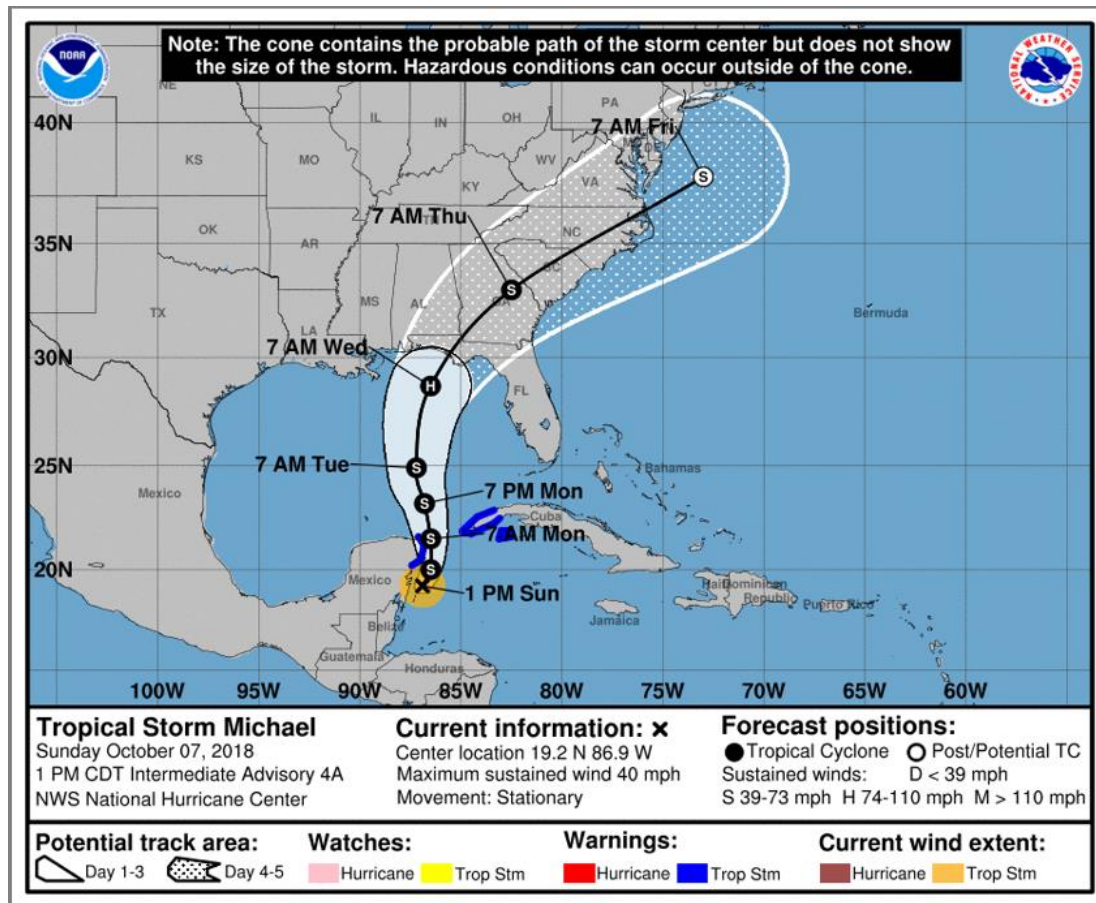 Note: The cone contains the probable path of the storm center but does not show
the size of the storm. Hazardous conditions can occur outside of the cone.
NOAA
NATIONAL WEATHER SERVICE
NE
IL
IN
OH
PA
CT
40N
7 AM Fri
KS
MO
WV
VA
KY
7 AM Thu
OK
AR
NC
35N
SC
MS
AL
GA
TX
LA
Bermuda
7 AM Wed
30N
FL
25N
7 AM Tue
Bahamas
Mexico
7 PM Mon
Cuba
7 AM Mon
20N
Mexico
1 PM Sun
Dominican
Republic
Puerto Rico
Jamaica
Belize
Guatemala
Honduras
100W
95W
90W
85W
80W
75W
70W
65W
60W
Tropical Storm Michael
Sunday October 07, 2018
1 PM CDT Intermediate Advisory 4A
NWS National Hurricane Center
Current information: x
Center location 19.2 N 86.9 W
Maximum sustained wind 40 mph
Movement: Stationary
Forecast positions:
Tropical Cyclone Post/Potential TC
Sustained winds: D < 39 mph
S 39-73 mph H 74-110 mph M > 110 mph
Potential track area:
Day 1-3 Day 4-5
Watches:
Hurricane Trop Stm
Warnings:
Hurricane Trop Stm
Current wind extent:
Hurricane Trop Stm